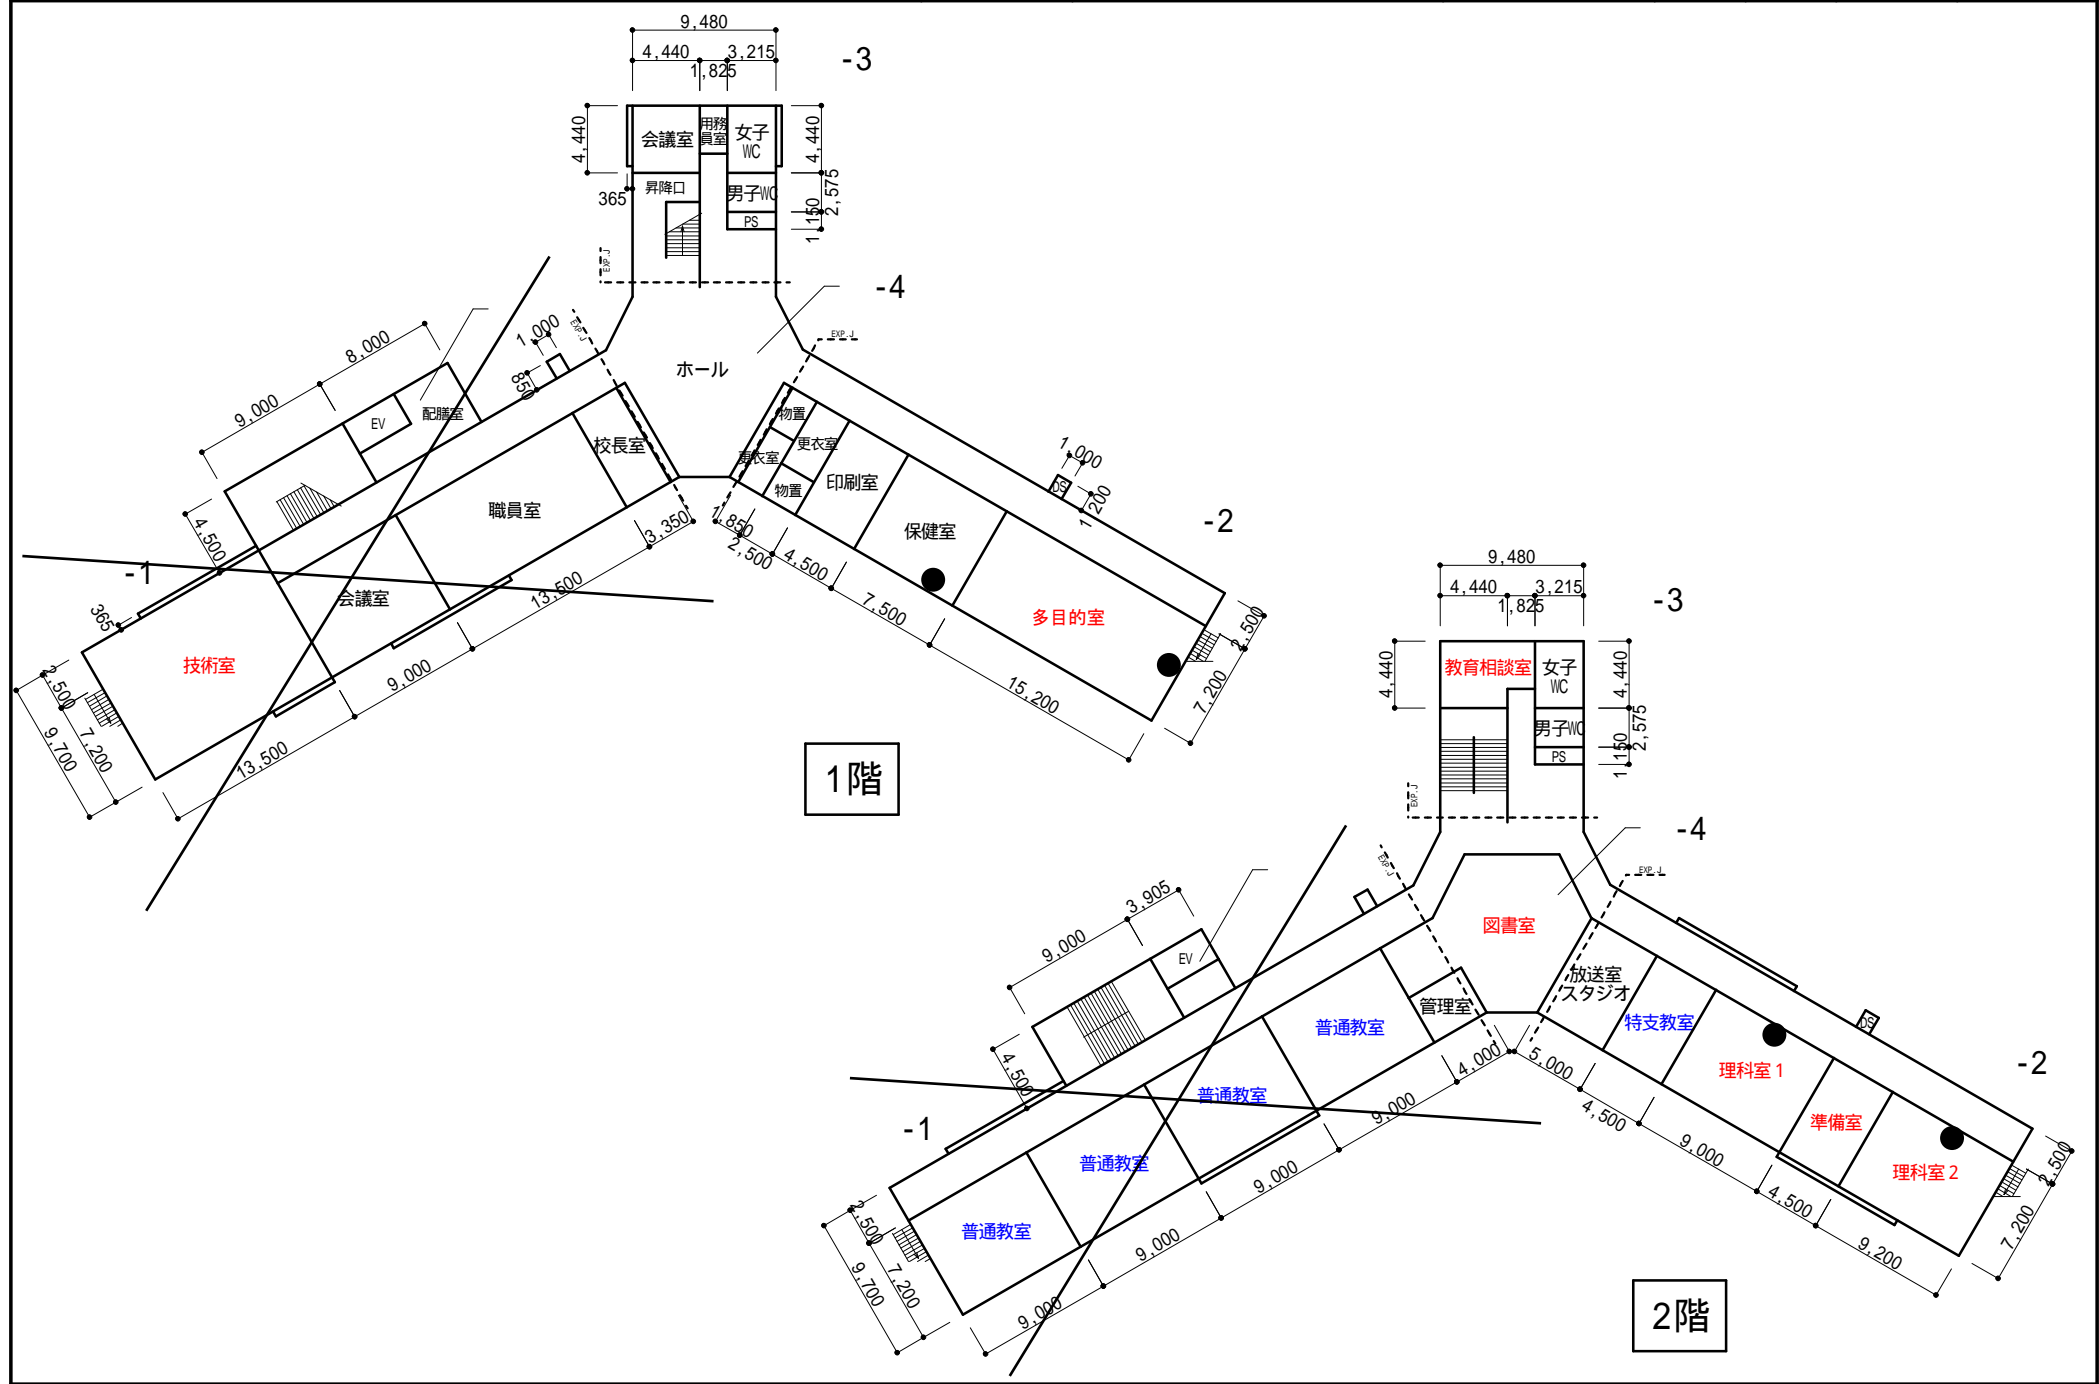 9,480
4,440
3,215
1,825
-3
4,440
会議室
用務
員室
女子
WC
4,440
365
昇降口
男子WC
2,575
PS
1,150
EXP.J
-4
EXP.J
EXP.J
1,000
850
ホール
8,000
9,000
EV
配膳室
校長室
職員室
4,500
会議室
-1
365
技術室
2,500
7,200
9,700
13,500
9,000
13,600
3,350
物置
更衣室
更衣室
物置
印刷室
保健室
多目的室
1,000
DS
1,200
-2
1,850
2,500
4,500
7,500
15,200
2,500
7,200
1階
9,480
4,440
3,215
1,825
-3
4,440
教育相談室
女子
WC
4,440
男子WC
2,575
PS
1,150
EXP.J
-4
EXP.J
EXP.J
図書室
3,905
9,000
EV
4,500
管理室
普通教室
普通教室
普通教室
普通教室
-1
2,500
7,200
9,700
9,000
9,000
9,000
9,000
4,000
放送室
スタジオ
特支教室
理科室1
準備室
理科室2
DS
-2
5,000
4,500
9,000
4,500
9,200
2,500
7,200
2階